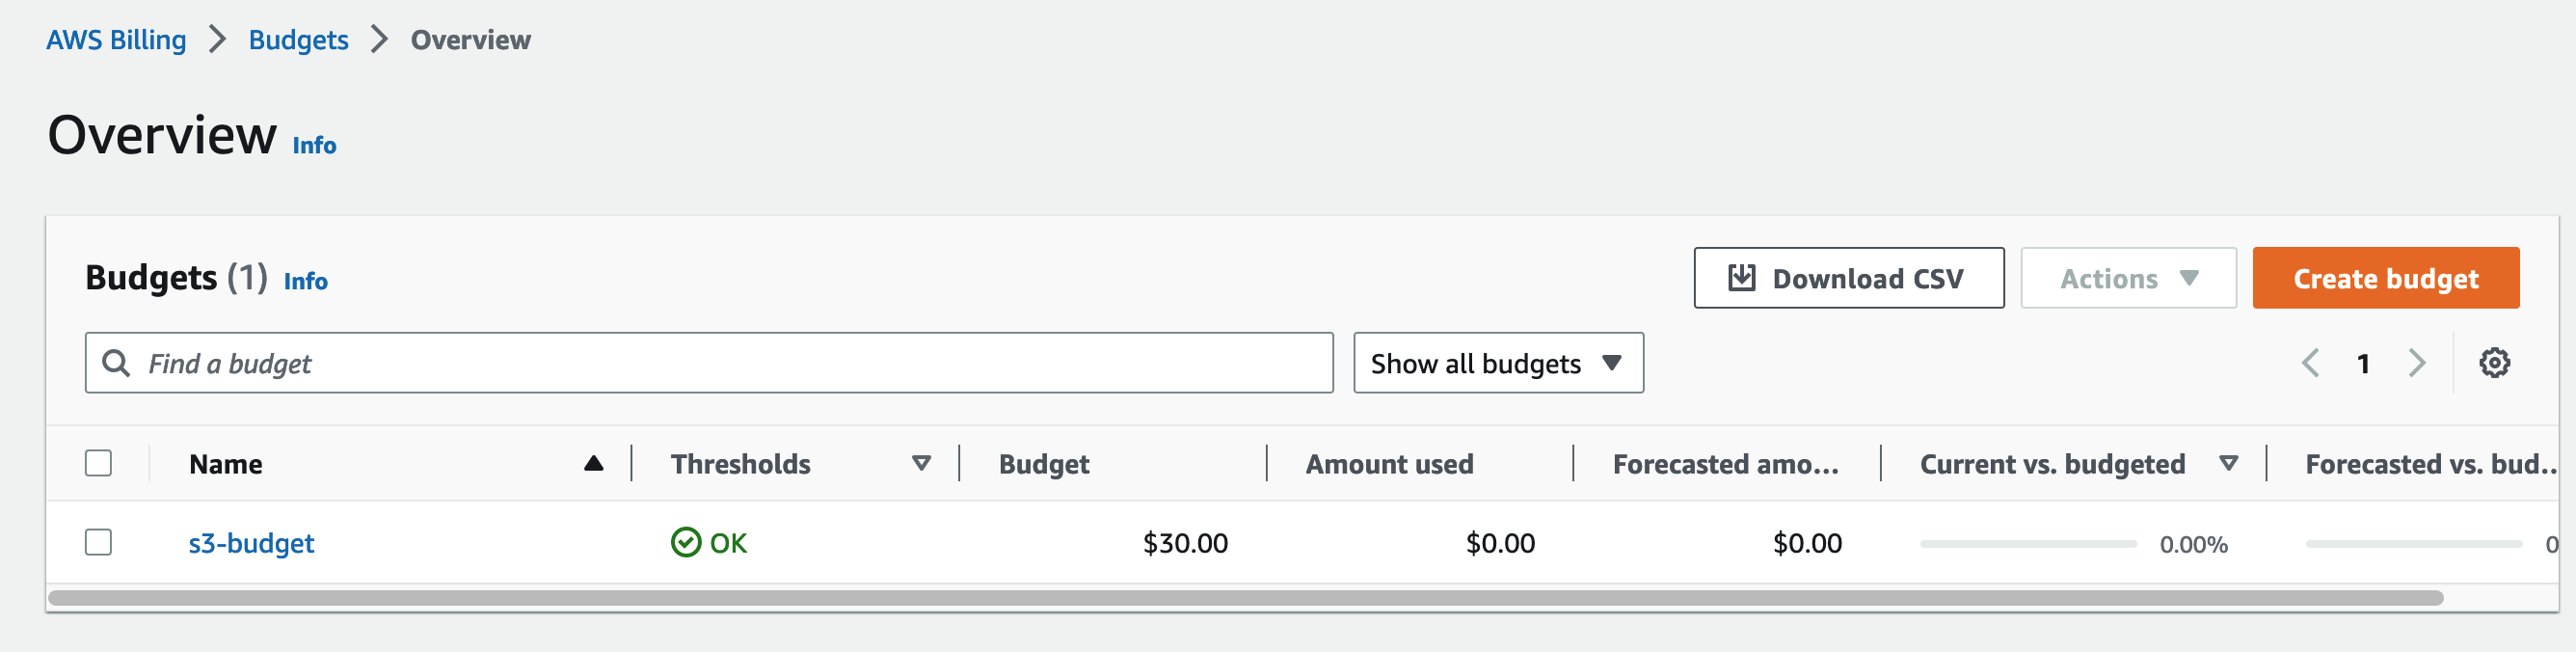 AWS Billing > Budgets > Overview
Overview Info
Budgets (1) Info
Download CSV
Actions
Create budget
Find a budget
Show all budgets
1
Name Thresholds Budget Amount used Forecasted amo... Current vs. budgeted Forecasted vs. bud...
s3-budget OK $30.00 $0.00 $0.00 0.00% 0